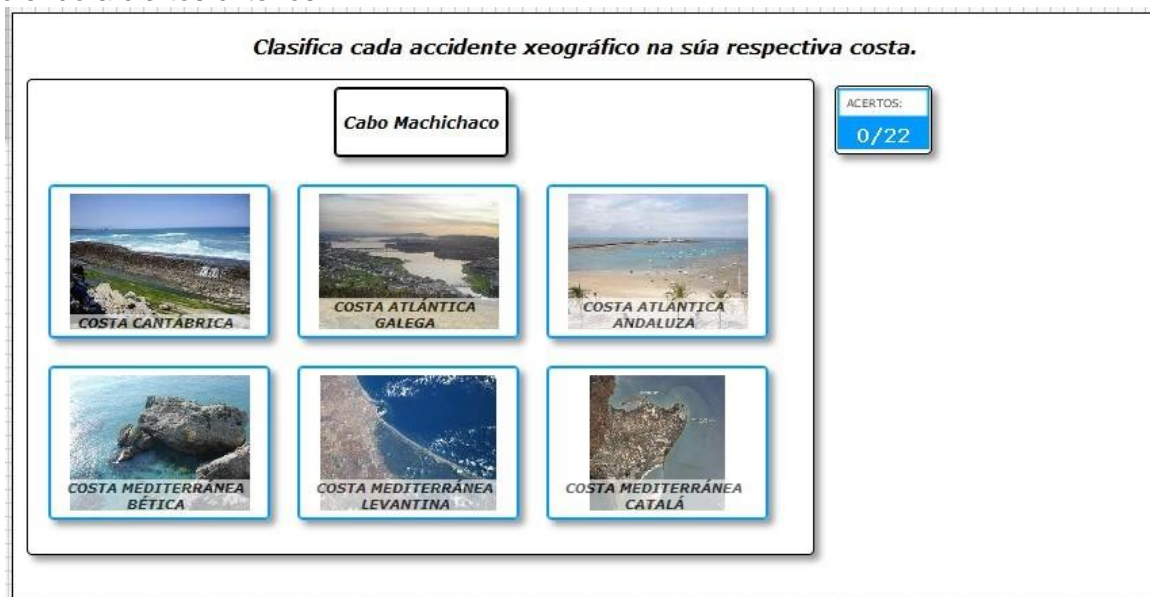 Clasifica cada accidente xeográfico na súa respectiva costa.
Cabo Machichaco
ACERTOS:
0/22
COSTA CANTÁBRICA
COSTA ATLÁNTICA
GALEGA
COSTA ATLÁNTICA
ANDALUZA
COSTA MEDITERRÁNEA
BÉTICA
COSTA MEDITERRÁNEA
LEVANTINA
COSTA MEDITERRÁNEA
CATALÁ